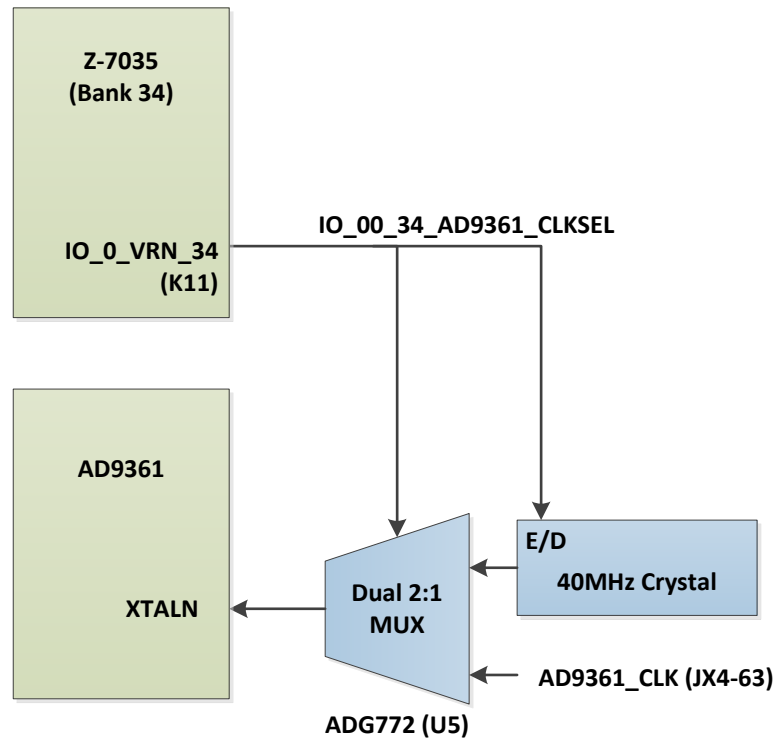 Z-7035
(Bank 34)
IO_00_34_AD9361_CLKSEL
IO_0_VRN_34
(K11)
AD9361
E/D
40MHz Crystal
Dual 2:1
MUX
XTALN
AD9361_CLK (JX4-63)
ADG772 (U5)